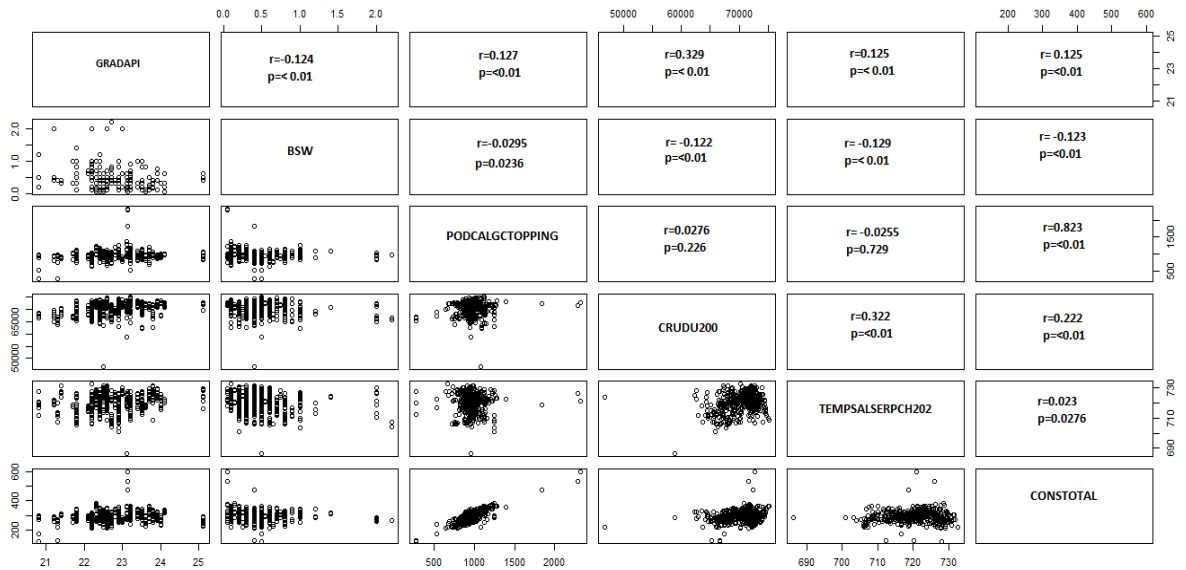 0.0 0.5 1.0 1.5 2.0 50000 60000 70000 200 300 400 500 600
GRADAPI
r=-0.124
p=< 0.01
r=0.127
p=<0.01
r=0.329
p=< 0.01
r=0.125
p=< 0.01
r= 0.125
p=<0.01
21 23 25
0.0 1.0 2.0
BSW
r=-0.0295
p=0.0236
r= -0.122
p=<0.01
r= -0.129
p=< 0.01
r= -0.123
p=<0.01
PODCALGCTOPPING
r=0.0276
p=0.226
r= -0.0255
p=0.729
r=0.823
p=<0.01
500 1500
50000 65000
CRUDU200
r=0.322
p=<0.01
r=0.222
p=<0.01
TEMPSALSERPCH202
r=0.023
p=0.0276
690 710 730
200 400 600
CONSTOTAL
21 22 23 24 25 500 1000 1500 2000 690 700 710 720 730